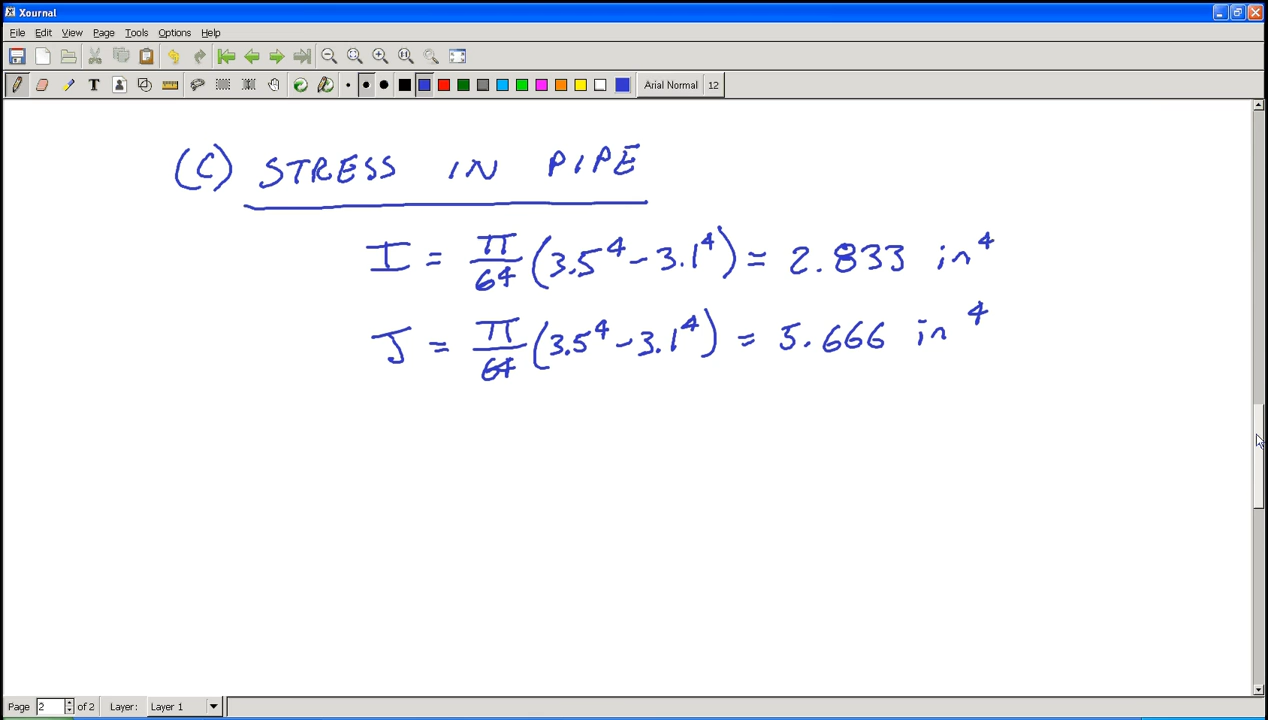 Xournal
File Edit View Page Tools Options Help
T Arial Normal 12
(C) STRESS IN PIPE
I = π/64 (3.5⁴ - 3.1⁴) = 2.833 in⁴
J = π/64 (3.5⁴ - 3.1⁴) = 5.666 in⁴
Page 2 of 2 Layer: Layer 1